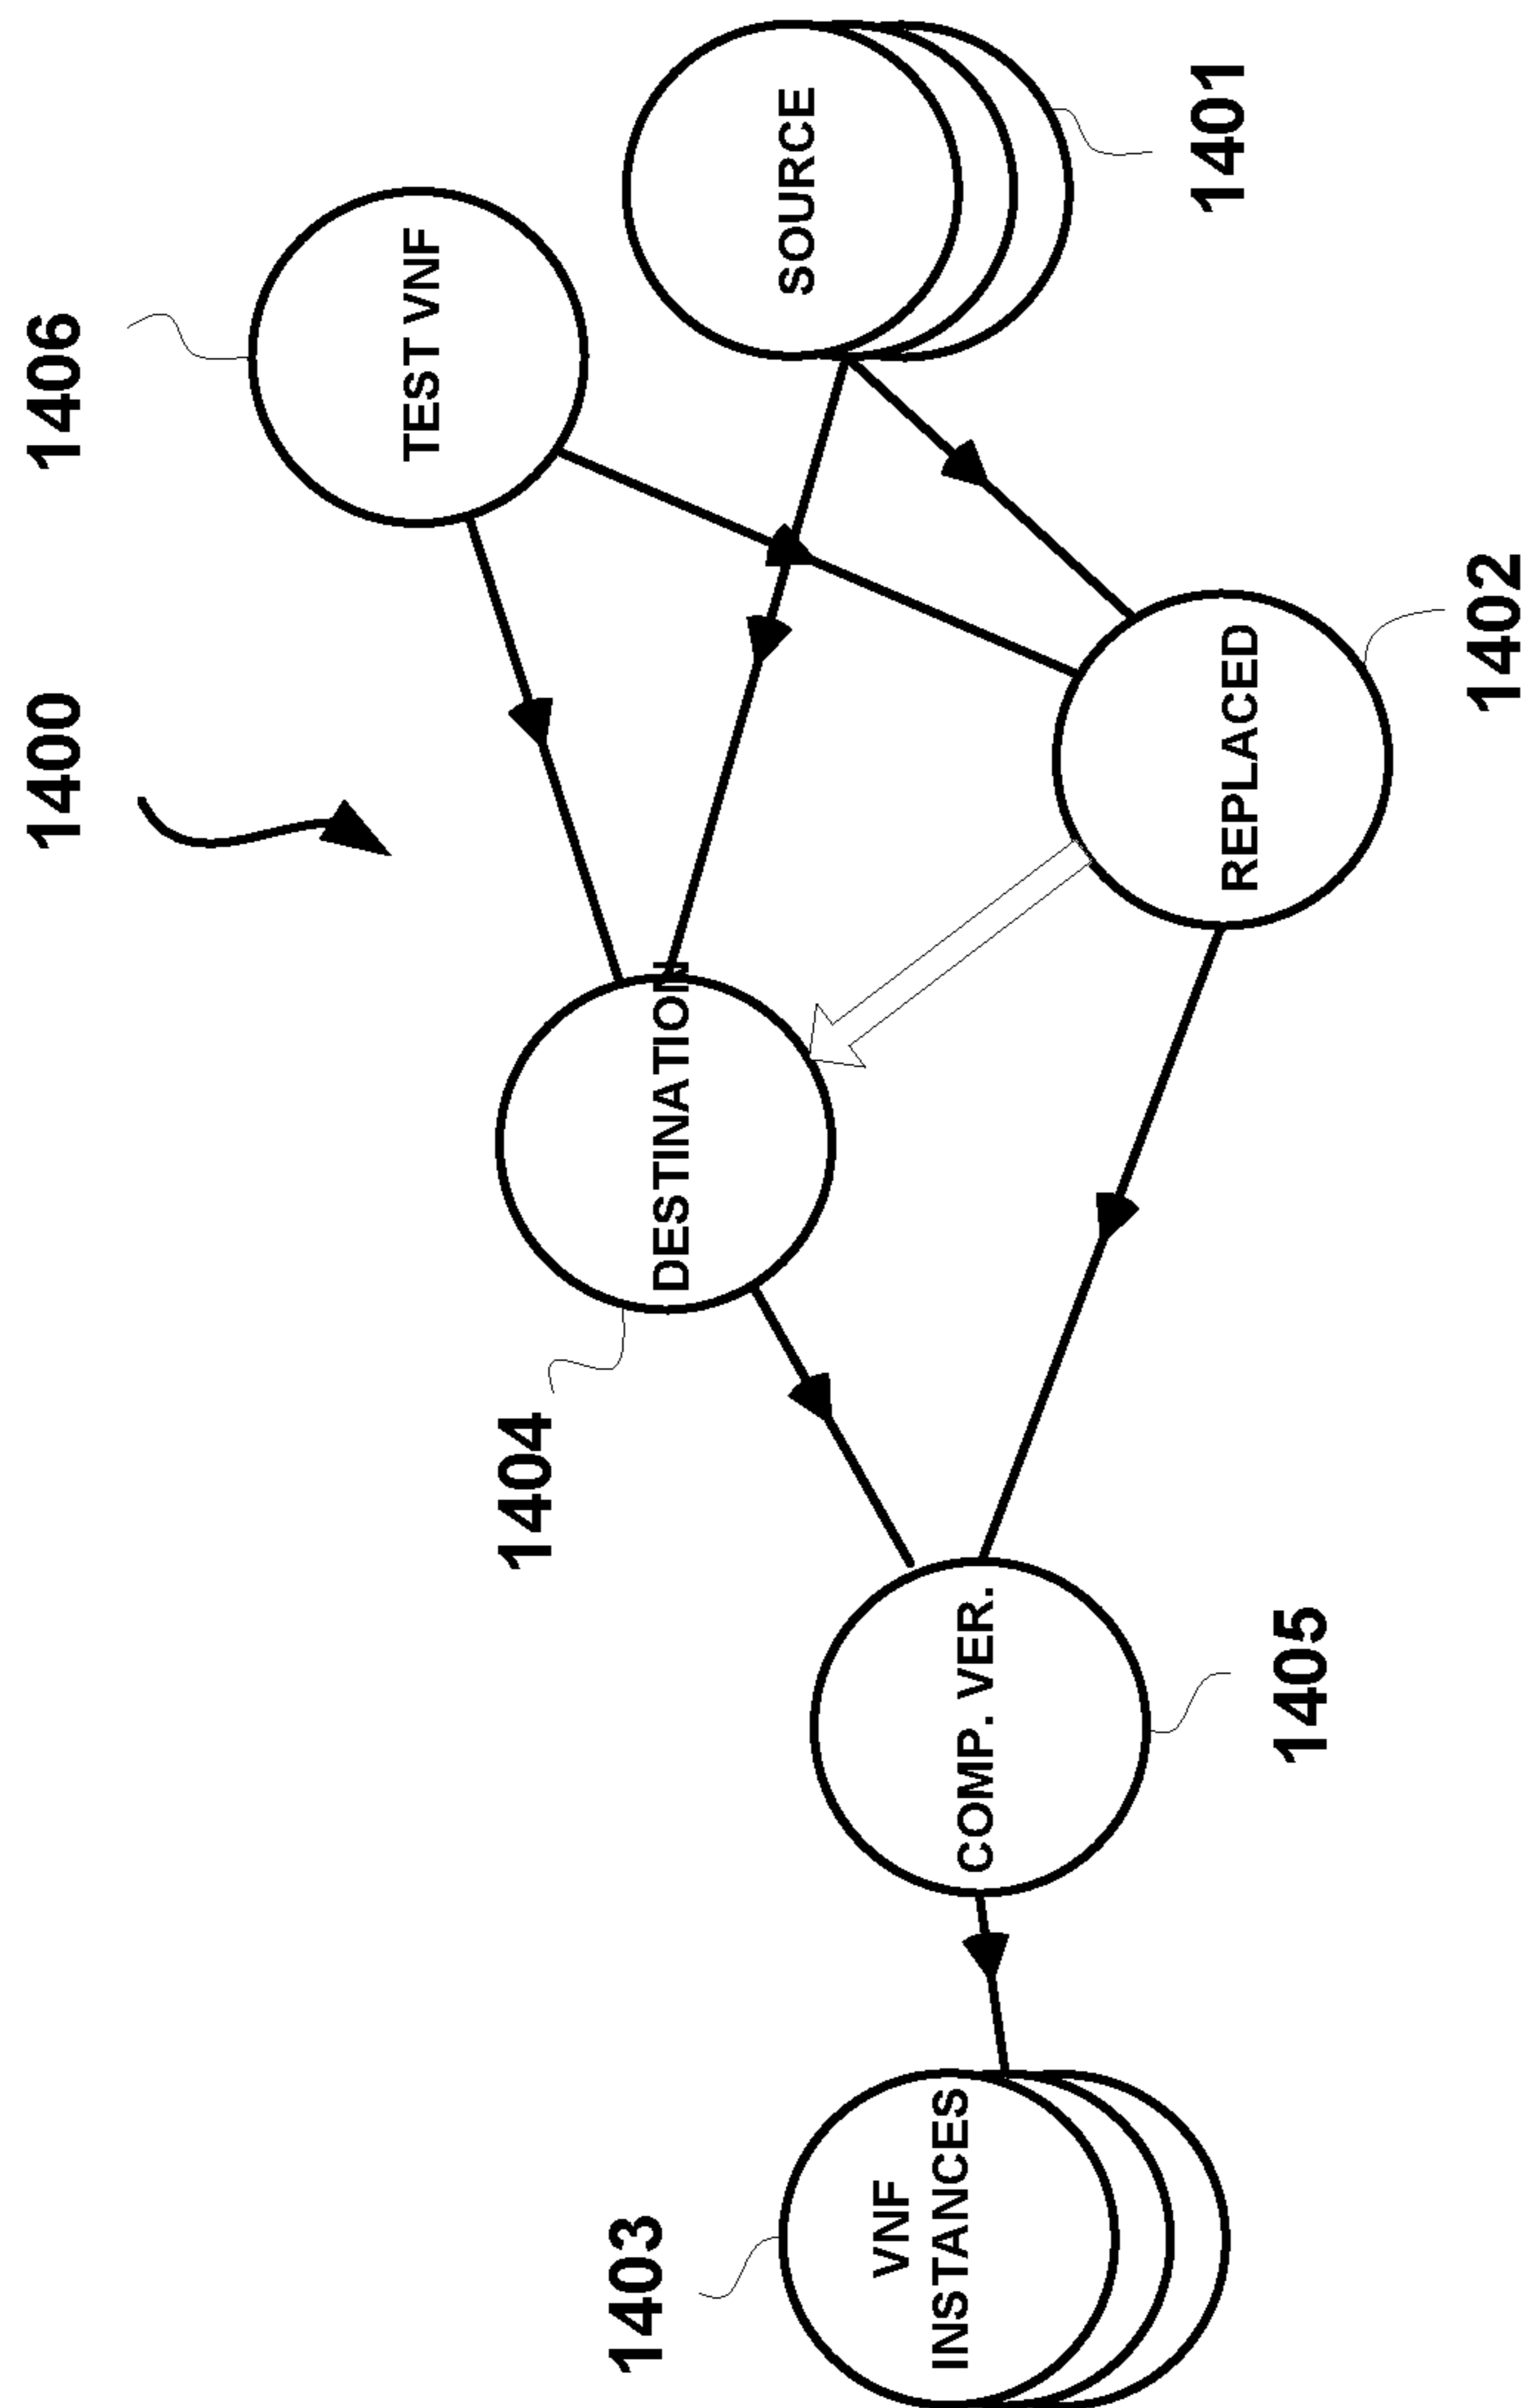 1400
1406
TEST VNF
1404
1403
DESTINATION
SOURCE
VNF
INSTANCES
COMP. VER.
1401
REPLACED
1405
1402